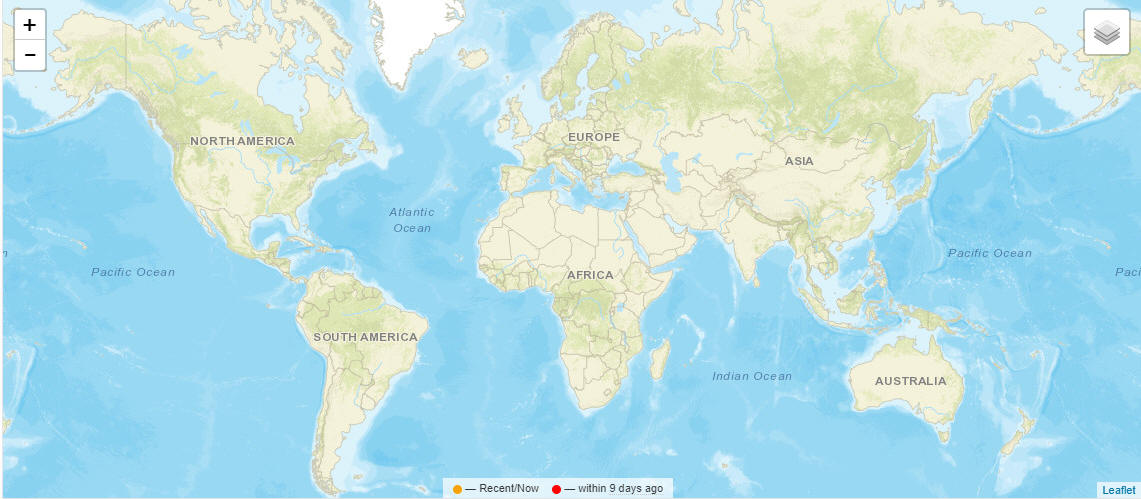 +
−
NORTH AMERICA
EUROPE
ASIA
Atlantic
Ocean
Pacific Ocean
Pacific Ocean
AFRICA
SOUTH AMERICA
Indian Ocean
AUSTRALIA
— Recent/Now — within 9 days ago
Leaflet